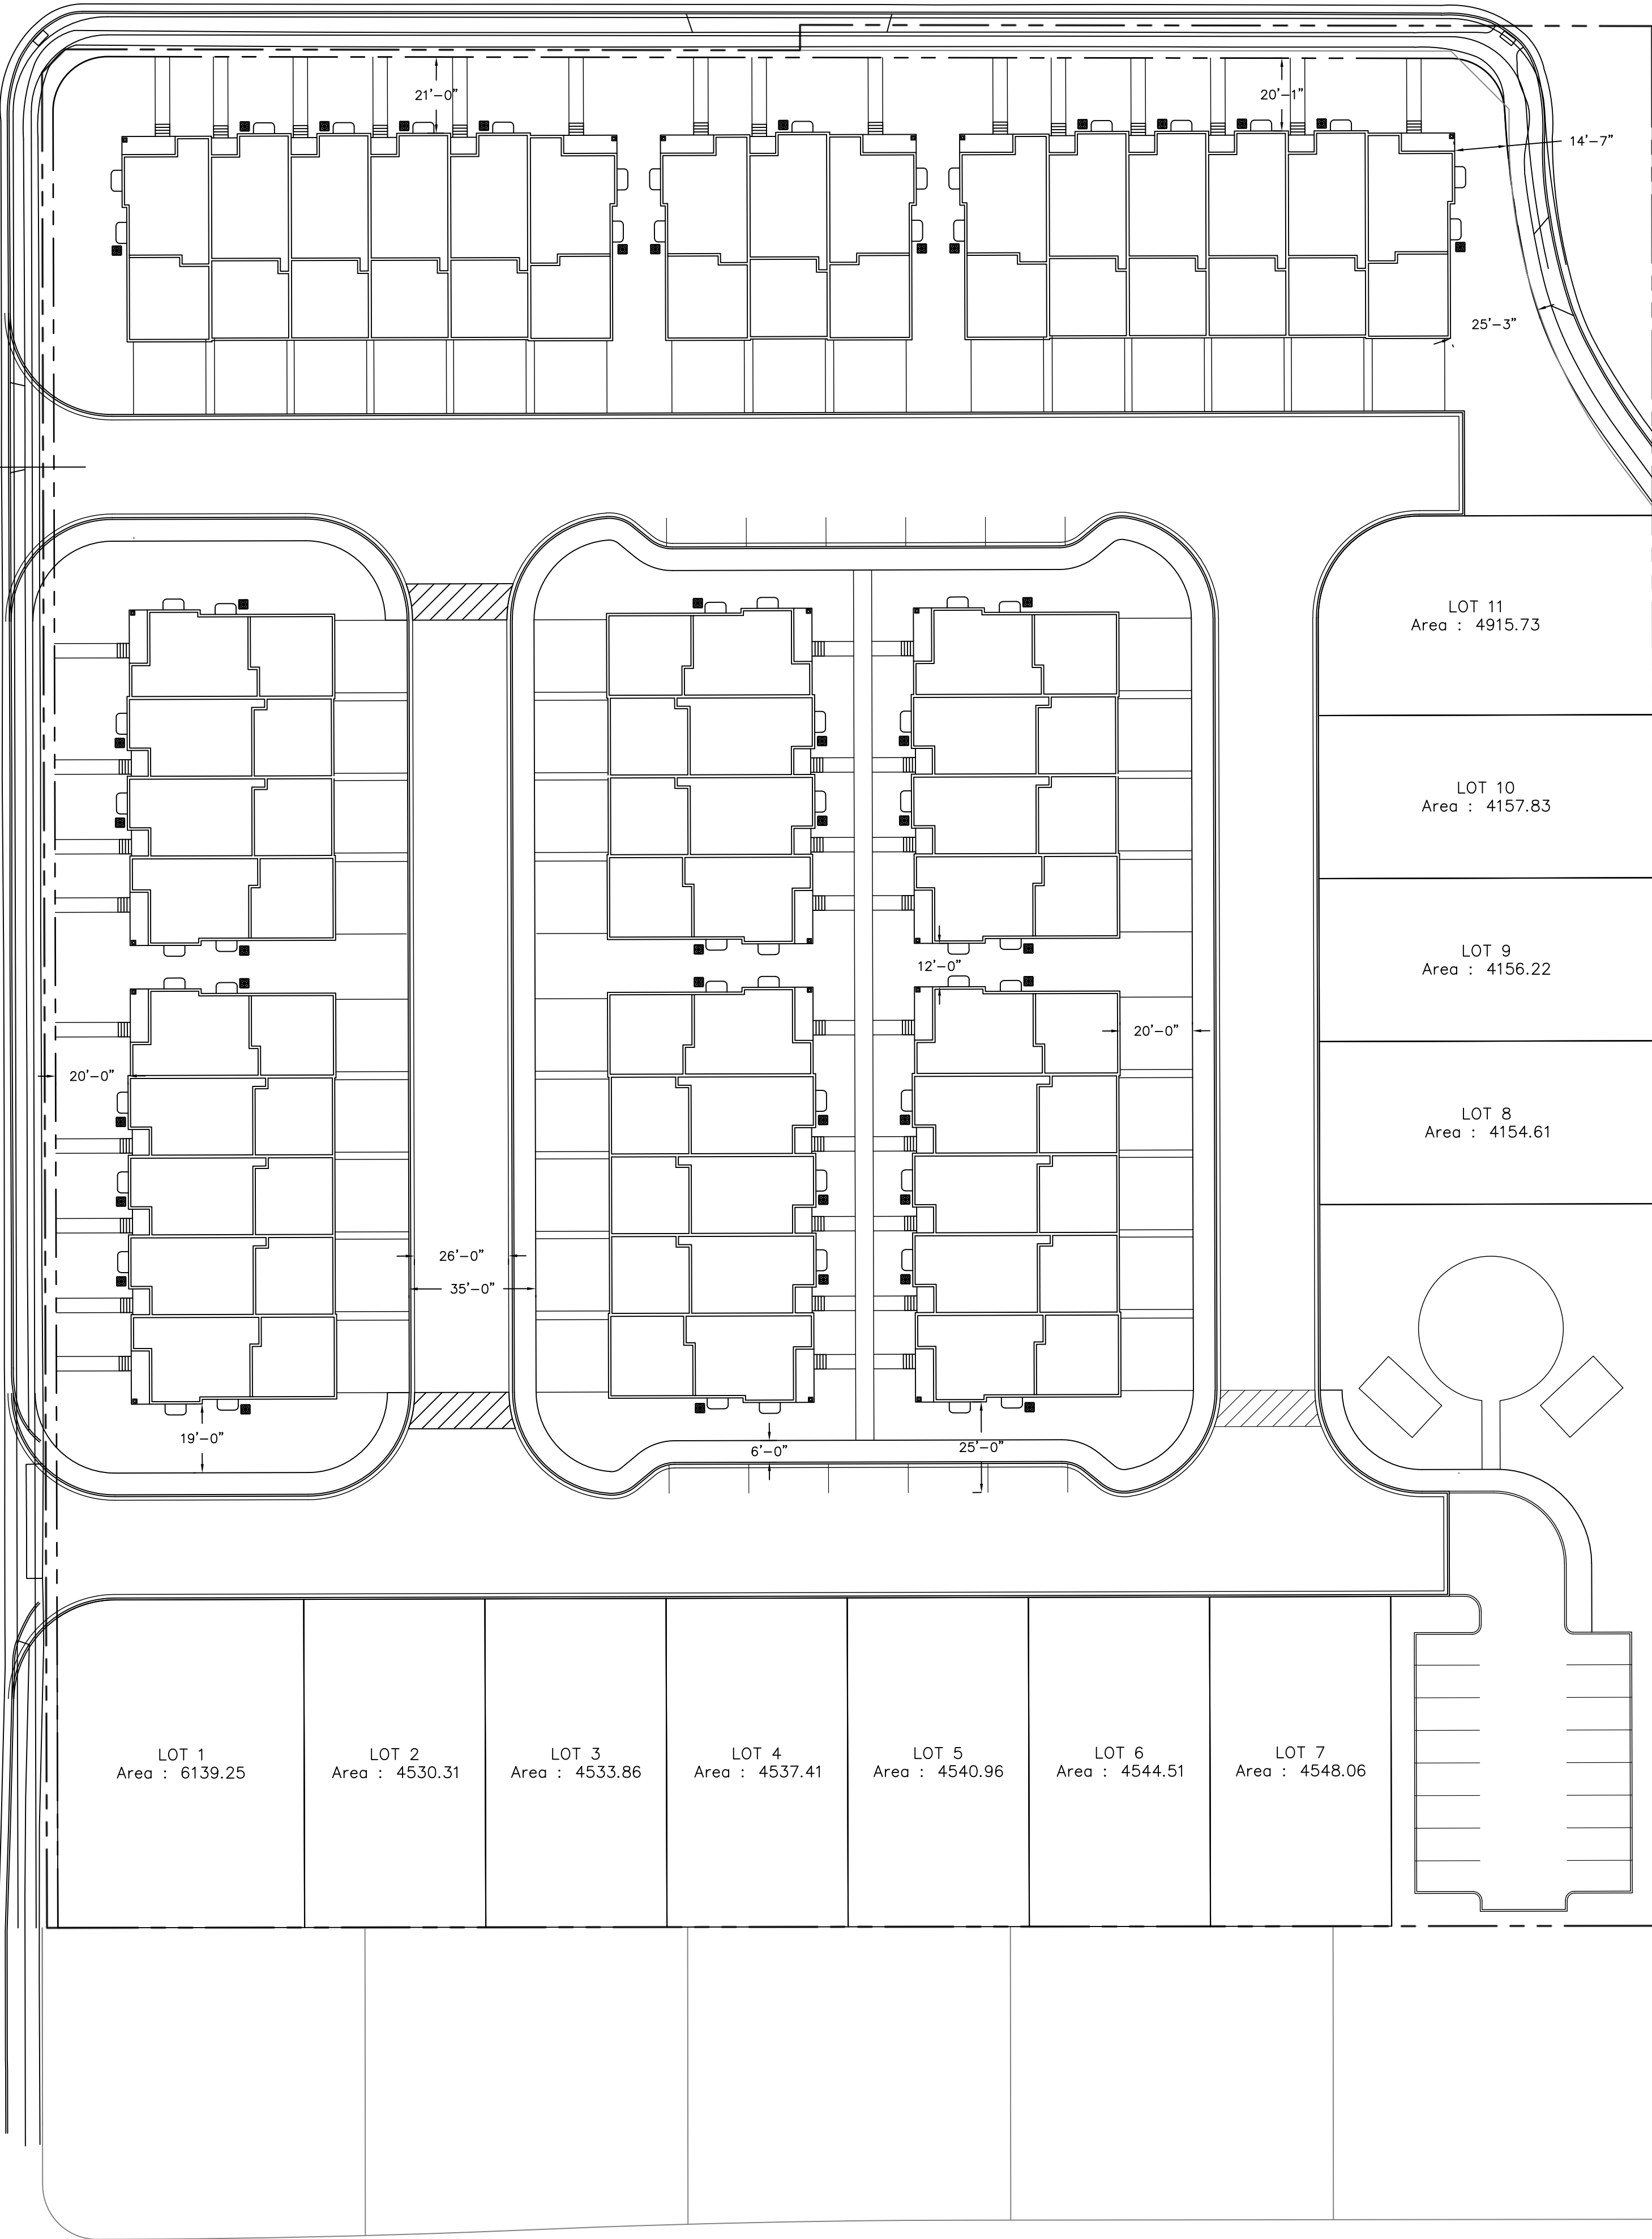 21'-0"
20'-1"
14'-7"
25'-3"
LOT 11
Area : 4915.73
LOT 10
Area : 4157.83
LOT 9
Area : 4156.22
12'-0"
20'-0"
20'-0"
LOT 8
Area : 4154.61
26'-0"
35'-0"
19'-0"
6'-0"
25'-0"
LOT 1
Area : 6139.25
LOT 2
Area : 4530.31
LOT 3
Area : 4533.86
LOT 4
Area : 4537.41
LOT 5
Area : 4540.96
LOT 6
Area : 4544.51
LOT 7
Area : 4548.06